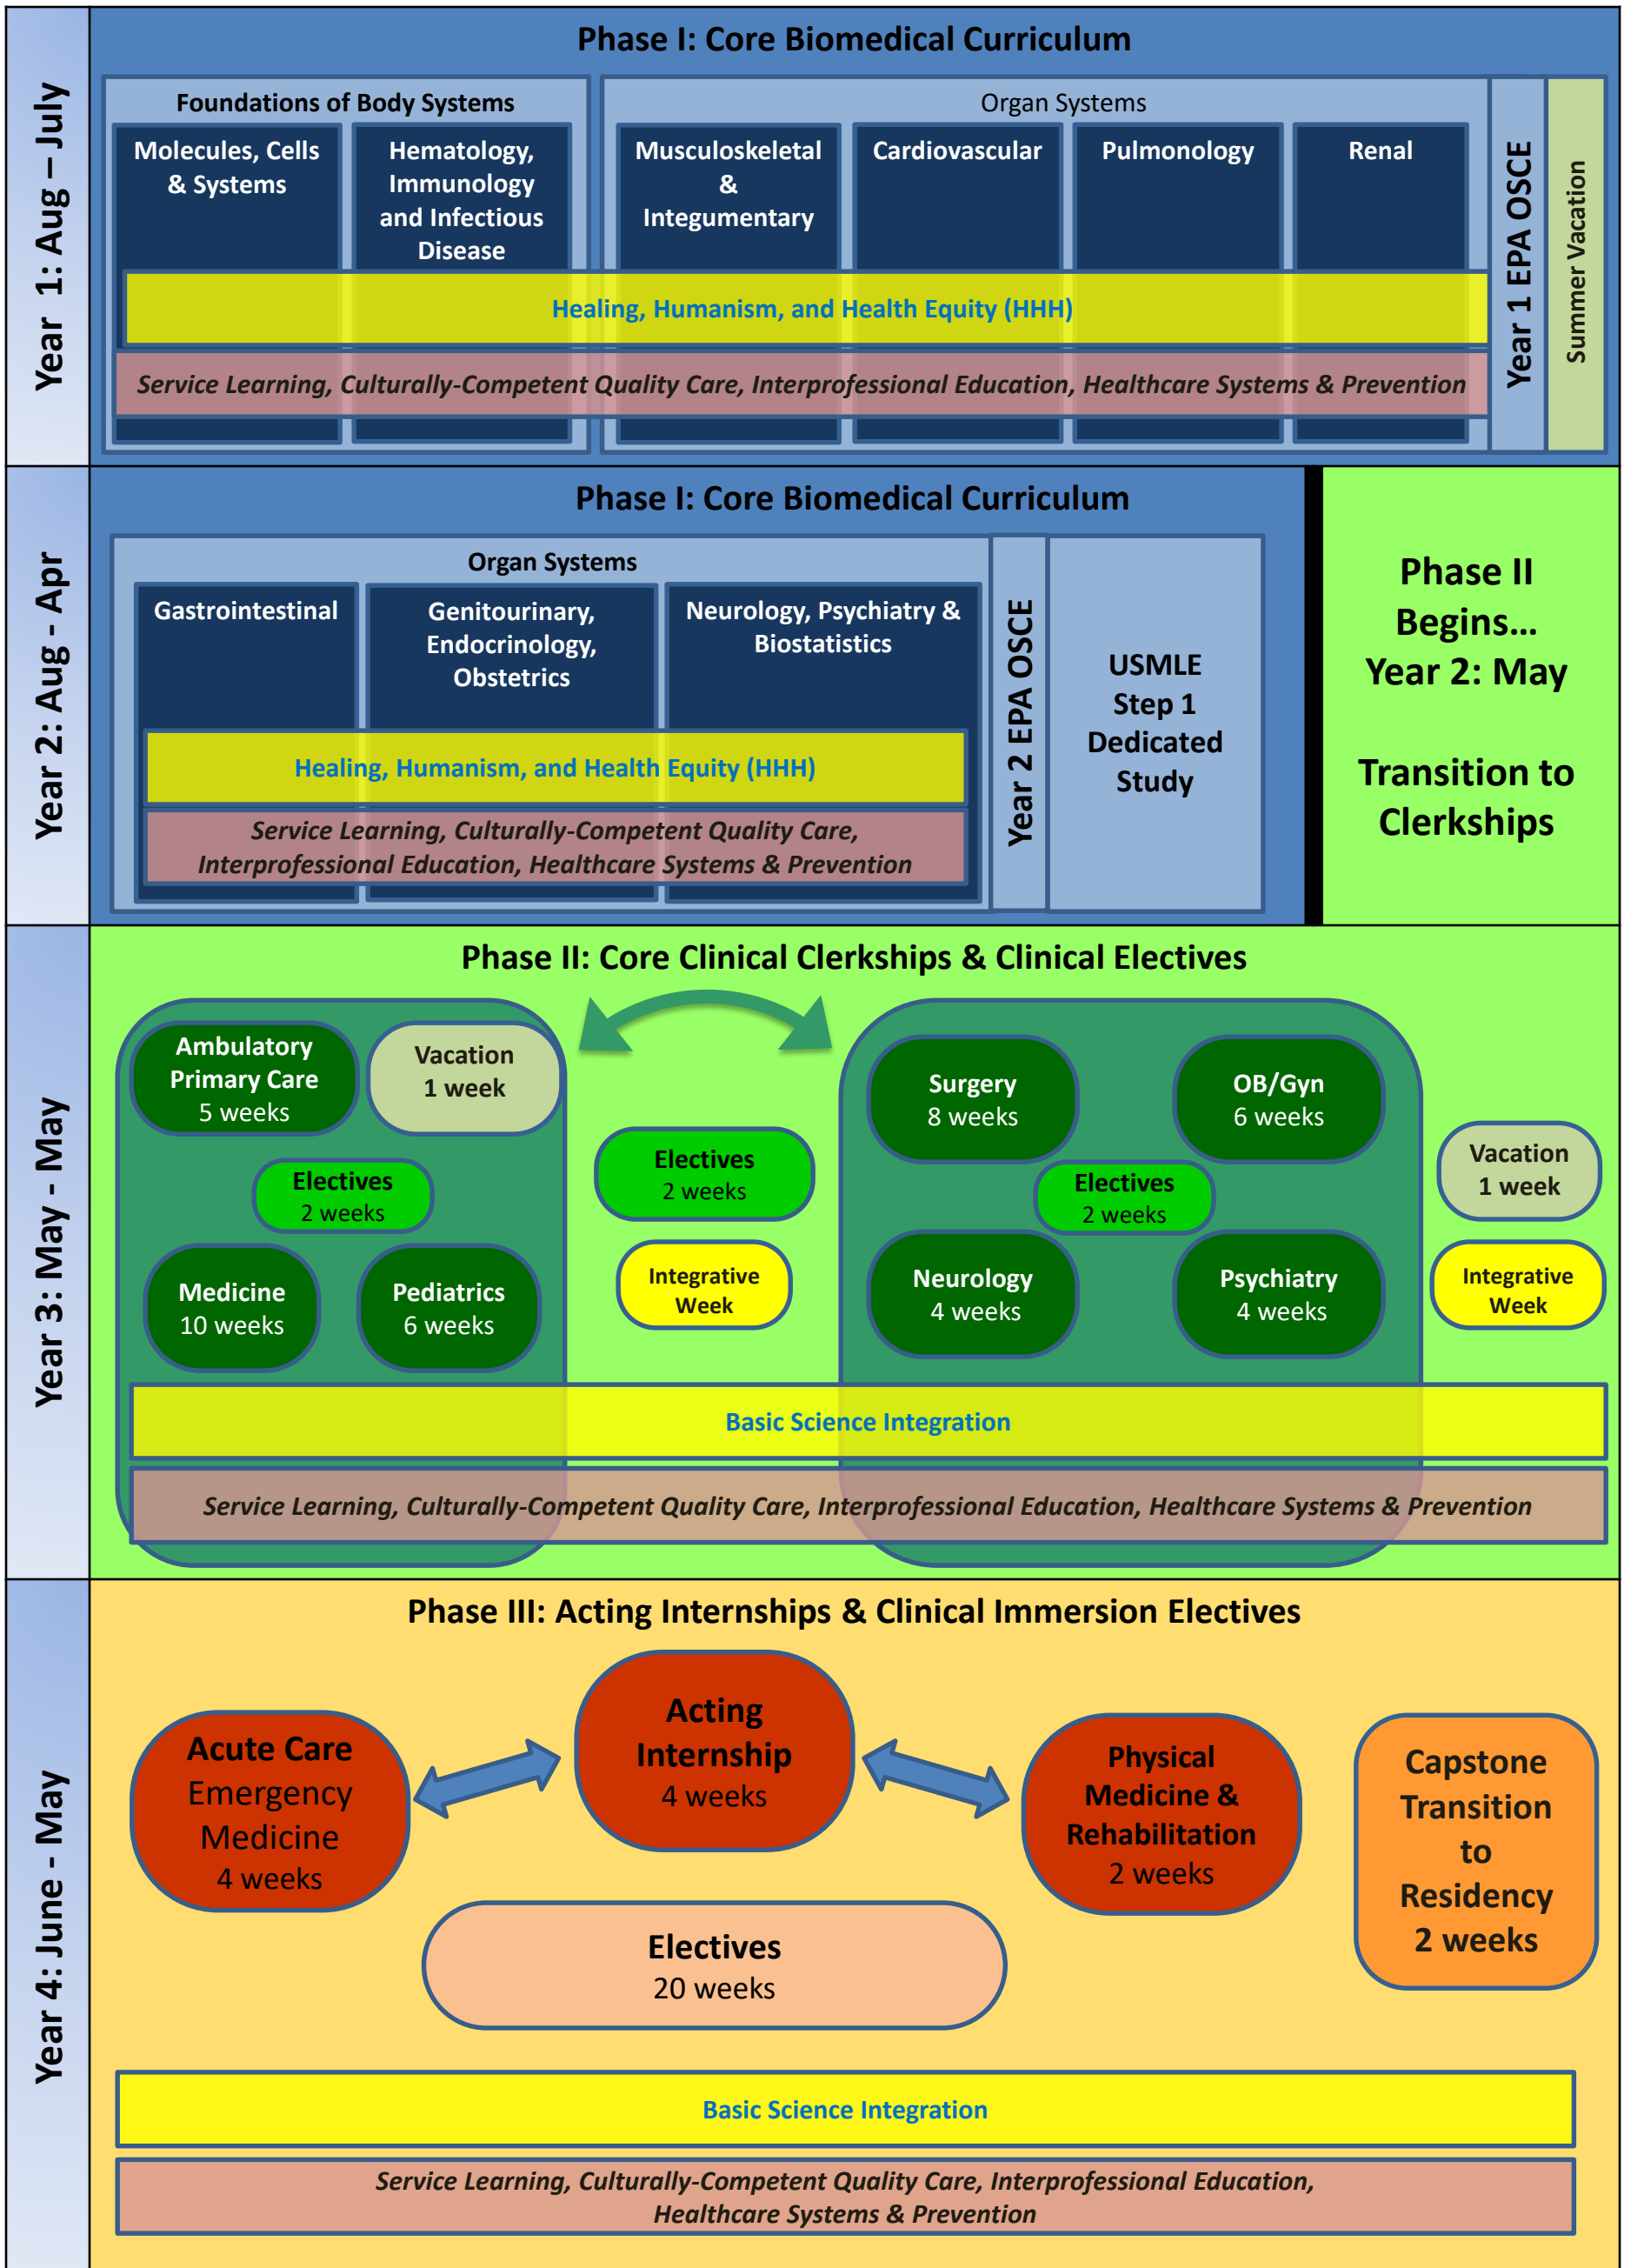 Year 1: Aug – July
Phase I: Core Biomedical Curriculum
Foundations of Body Systems
Molecules, Cells
& Systems
Hematology,
Immunology
and Infectious
Disease
Organ Systems
Musculoskeletal
&
Integumentary
Cardiovascular
Pulmonology
Renal
Healing, Humanism, and Health Equity (HHH)
Service Learning, Culturally-Competent Quality Care, Interprofessional Education, Healthcare Systems & Prevention
Year 1 EPA OSCE
Summer Vacation
Year 2: Aug - Apr
Phase I: Core Biomedical Curriculum
Organ Systems
Gastrointestinal
Genitourinary,
Endocrinology,
Obstetrics
Neurology, Psychiatry &
Biostatistics
Healing, Humanism, and Health Equity (HHH)
Service Learning, Culturally-Competent Quality Care,
Interprofessional Education, Healthcare Systems & Prevention
Year 2 EPA OSCE
USMLE
Step 1
Dedicated
Study
Phase II
Begins...
Year 2: May
Transition to
Clerkships
Year 3: May - May
Phase II: Core Clinical Clerkships & Clinical Electives
Ambulatory
Primary Care
5 weeks
Vacation
1 week
Electives
2 weeks
Medicine
10 weeks
Pediatrics
6 weeks
Electives
2 weeks
Integrative
Week
Surgery
8 weeks
OB/Gyn
6 weeks
Electives
2 weeks
Neurology
4 weeks
Psychiatry
4 weeks
Vacation
1 week
Integrative
Week
Basic Science Integration
Service Learning, Culturally-Competent Quality Care, Interprofessional Education, Healthcare Systems & Prevention
Year 4: June - May
Phase III: Acting Internships & Clinical Immersion Electives
Acute Care
Emergency
Medicine
4 weeks
Acting
Internship
4 weeks
Physical
Medicine &
Rehabilitation
2 weeks
Capstone
Transition
to
Residency
2 weeks
Electives
20 weeks
Basic Science Integration
Service Learning, Culturally-Competent Quality Care, Interprofessional Education,
Healthcare Systems & Prevention